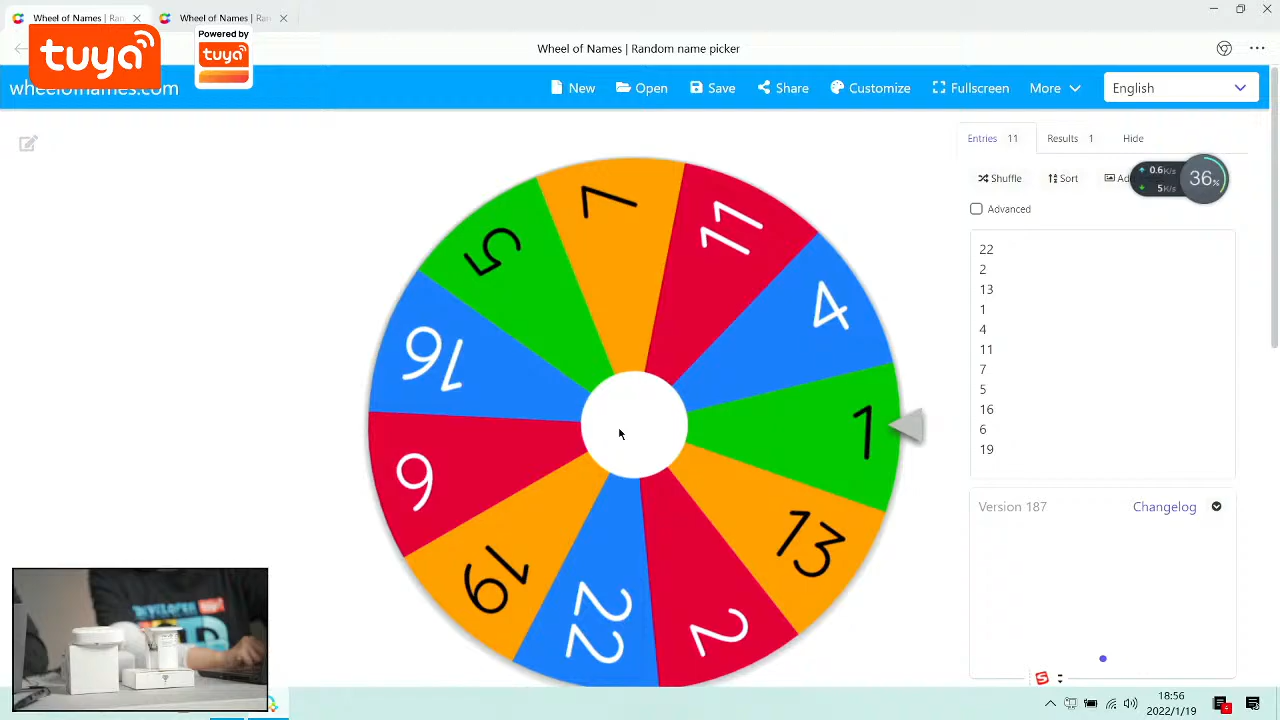 Wheel of Names | Ran
Wheel of Names | Ran
tuya
Powered by
tuya
Wheel of Names | Random name picker
wheelofnames.com
New
Open
Save
Share
Customize
Fullscreen
More
English
Entries 11
Results 1
Hide
Shuffle
Sort
Ad
0.6K/s
5K/s
36%
Advanced
22
2
13
1
4
11
7
5
16
6
19
7
11
4
1
13
2
22
19
6
16
5
Version 187
Changelog
DEVELOPER
18:56
2022/1/19